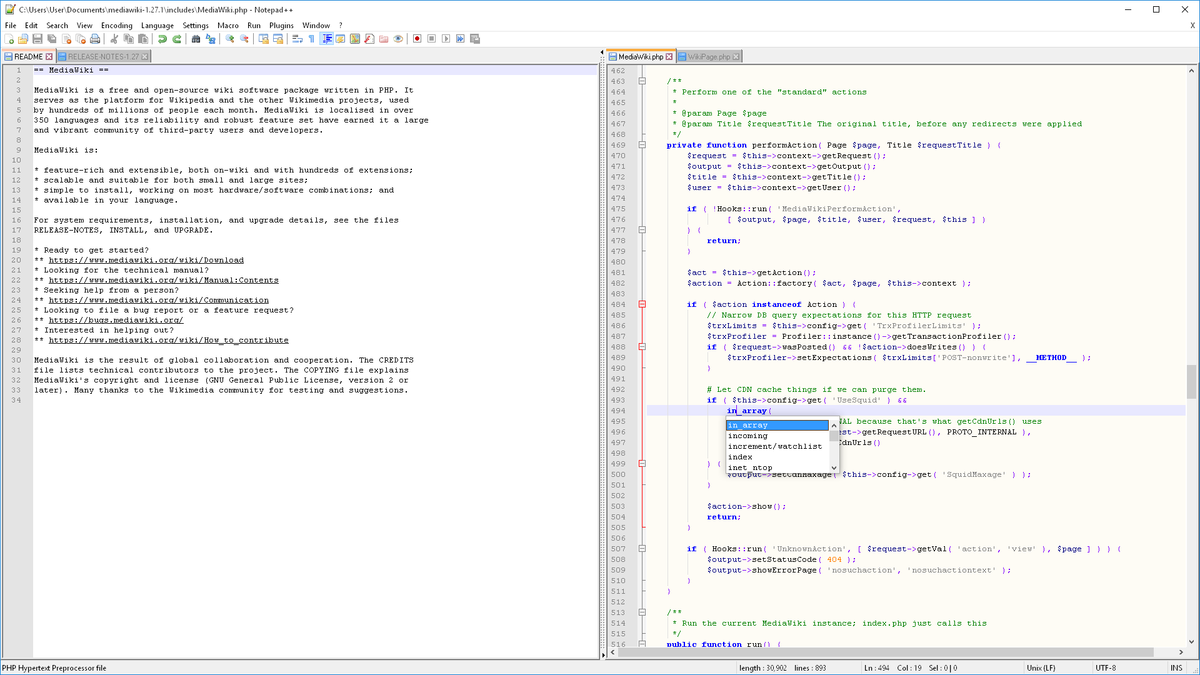 C:\Users\User\Documents\mediawiki-1.27.1\includes\MediaWiki.php - Notepad++
File Edit Search View Encoding Language Settings Macro Run Plugins Window ?
README
RELEASE-NOTES-1.27
1 == MediaWiki ==
2
3 MediaWiki is a free and open-source wiki software package written in PHP. It
4 serves as the platform for Wikipedia and the other Wikimedia projects, used
5 by hundreds of millions of people each month. MediaWiki is localised in over
6 350 languages and its reliability and robust feature set have earned it a large
7 and vibrant community of third-party users and developers.
8
9 MediaWiki is:
10
11 * feature-rich and extensible, both on-wiki and with hundreds of extensions;
12 * scalable and suitable for both small and large sites;
13 * simple to install, working on most hardware/software combinations; and
14 * available in your language.
15
16 For system requirements, installation, and upgrade details, see the files
17 RELEASE-NOTES, INSTALL, and UPGRADE.
18
19 * Ready to get started?
20 ** https://www.mediawiki.org/wiki/Download
21 * Looking for the technical manual?
22 ** https://www.mediawiki.org/wiki/Manual:Contents
23 * Seeking help from a person?
24 ** https://www.mediawiki.org/wiki/Communication
25 * Looking to file a bug report or a feature request?
26 ** https://bugs.mediawiki.org/
27 * Interested in helping out?
28 ** https://www.mediawiki.org/wiki/How_to_contribute
29
30 MediaWiki is the result of global collaboration and cooperation. The CREDITS
31 file lists technical contributors to the project. The COPYING file explains
32 MediaWiki's copyright and license (GNU General Public License, version 2 or
33 later). Many thanks to the Wikimedia community for testing and suggestions.
34
MediaWiki.php
WikiPage.php
462
463 /**
464 * Perform one of the "standard" actions
465 *
466 * @param Page $page
467 * @param Title $requestTitle The original title, before any redirects were applied
468 */
469 private function performAction( Page $page, Title $requestTitle ) {
470 $request = $this->context->getRequest();
471 $output = $this->context->getOutput();
472 $title = $this->context->getTitle();
473 $user = $this->context->getUser();
474
475 if ( !Hooks::run( 'MediaWikiPerformAction',
476 [ $output, $page, $title, $user, $request, $this ] )
477 ) {
478 return;
479 }
480
481 $act = $this->getAction();
482 $action = Action::factory( $act, $page, $this->context );
483
484 if ( $action instanceof Action ) {
485 // Narrow DB query expectations for this HTTP request
486 $trxLimits = $this->config->get( 'TrxProfilerLimits' );
487 $trxProfiler = Profiler::instance()->getTransactionProfiler();
488 if ( $request->wasPosted() && !$action->doesWrites() ) {
489 $trxProfiler->setExpectations( $trxLimits['POST-nonwrite'], __METHOD__ );
490 }
491
492 # Let CDN cache things if we can purge them.
493 if ( $this->config->get( 'UseSquid' ) &&
494 in_array(
495 NAL because that's what getCdnUrls() uses
496 est->getRequestURL(), PROTO_INTERNAL ),
497 CdnUrls()
498
499 ) {
500 $output->setCdnMaxage( $this->config->get( 'SquidMaxage' ) );
501 }
502
503 $action->show();
504 return;
505 }
506
507 if ( Hooks::run( 'UnknownAction', [ $request->getVal( 'action', 'view' ), $page ] ) ) {
508 $output->setStatusCode( 404 );
509 $output->showErrorPage( 'nosuchaction', 'nosuchactiontext' );
510 }
511 }
512
513 /**
514 * Run the current MediaWiki instance; index.php just calls this
515 */
516 public function run() {
in_array
incoming
increment/watchlist
index
inet_ntop
PHP Hypertext Preprocessor file
length : 30,902 lines : 893
Ln : 494 Col : 19 Sel : 0 | 0
Unix (LF)
UTF-8
INS